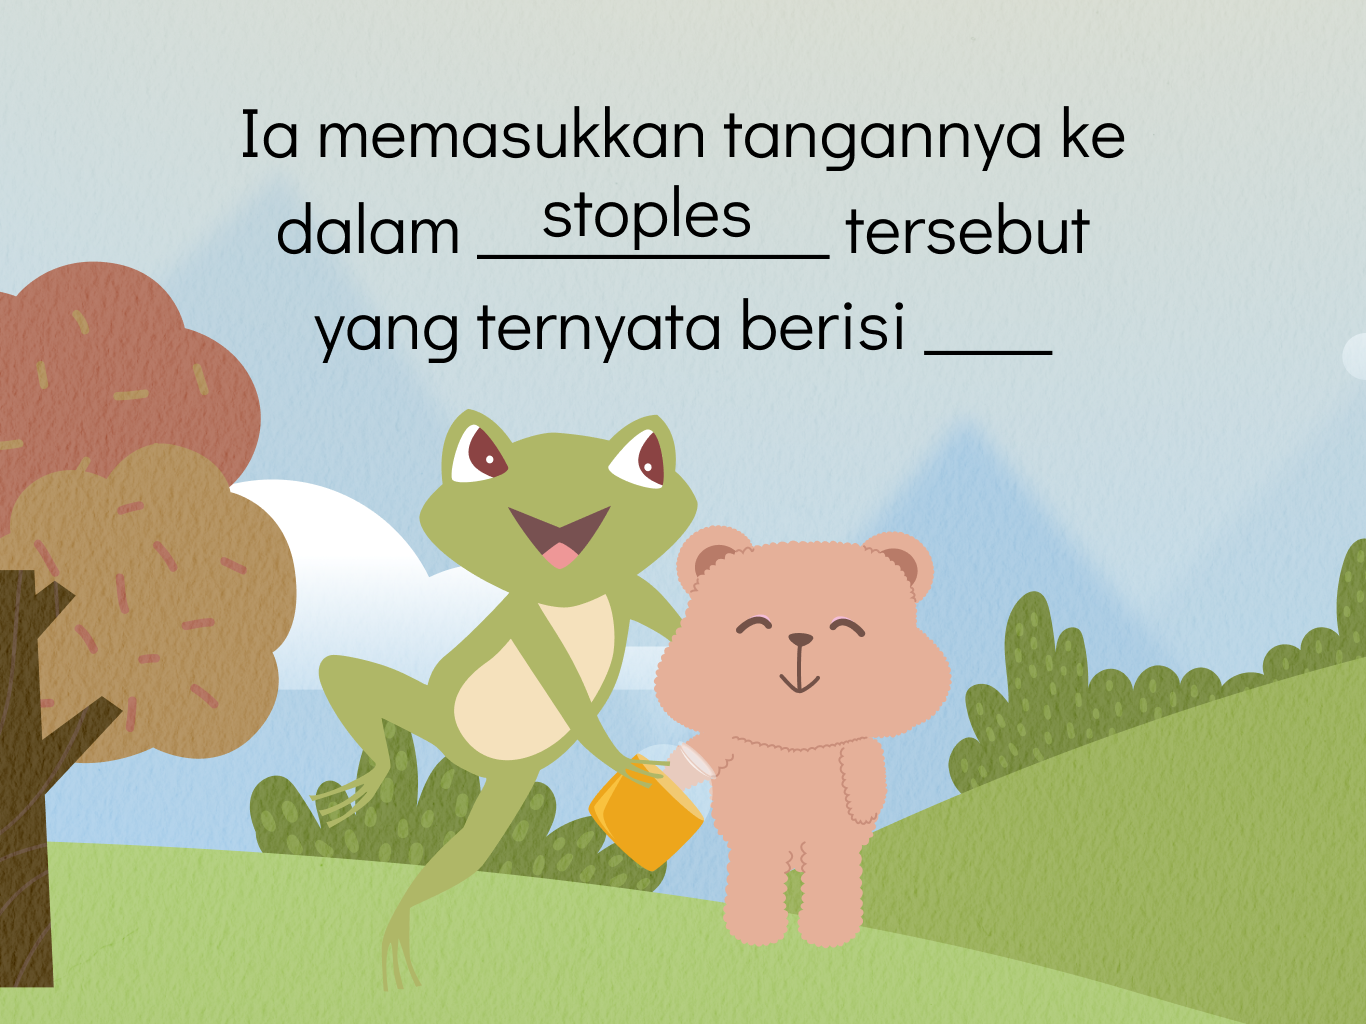 Ia memasukkan tangannya ke
dalam stoples tersebut
yang ternyata berisi ____